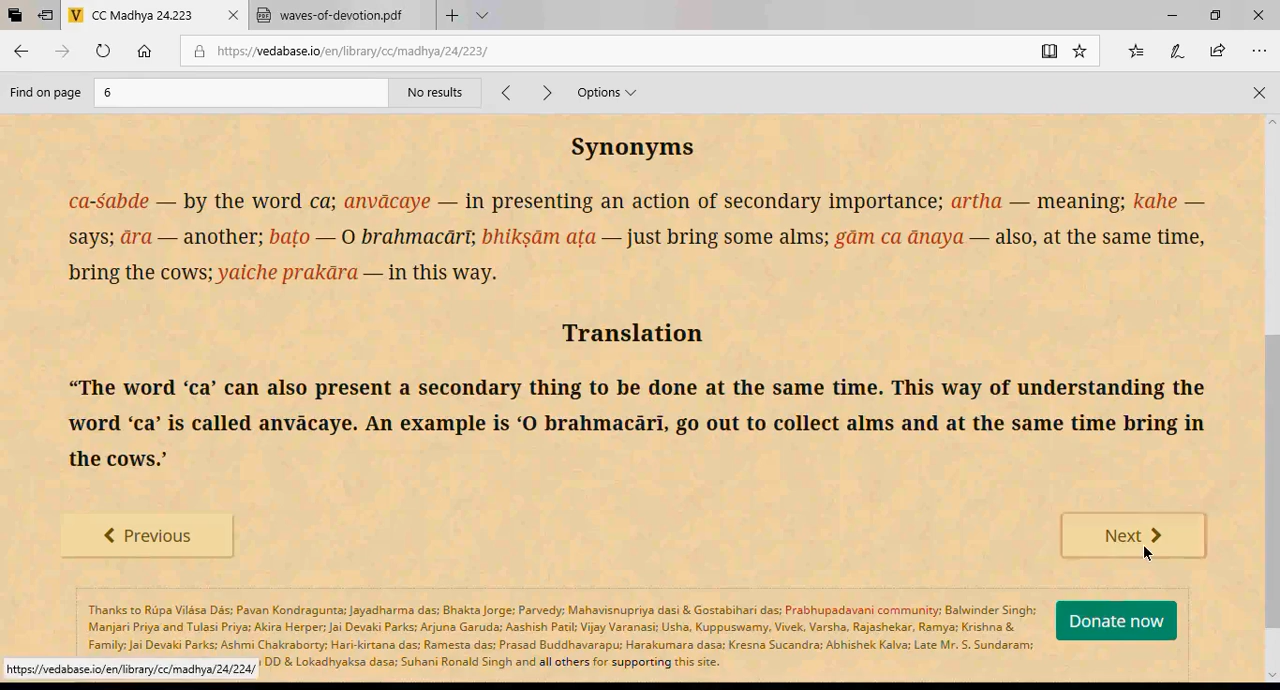 CC Madhya 24.223
waves-of-devotion.pdf
https://vedabase.io/en/library/cc/madhya/24/223/
Find on page
6
No results
Options
Synonyms
ca-śabde — by the word ca; anvācaye — in presenting an action of secondary importance; artha — meaning; kahe —
says; āra — another; baṭo — O brahmacārī; bhikṣām aṭa — just bring some alms; gām ca ānaya — also, at the same time,
bring the cows; yaiche prakāra — in this way.
Translation
“The word ‘ca’ can also present a secondary thing to be done at the same time. This way of understanding the
word ‘ca’ is called anvācaye. An example is ‘O brahmacārī, go out to collect alms and at the same time bring in
the cows.’
Previous
Next
Thanks to Rúpa Vilása Dás; Pavan Kondragunta; Jayadharma das; Bhakta Jorge; Parvedy; Mahavisnupriya dasi & Gostabihari das; Prabhupadavani community; Balwinder Singh;
Manjari Priya and Tulasi Priya; Akira Herper; Jai Devaki Parks; Arjuna Garuda; Aashish Patil; Vijay Varanasi; Usha, Kuppuswamy, Vivek, Varsha, Rajashekar, Ramya; Krishna &
Family; Jai Devaki Parks; Ashmi Chakraborty; Hari-kirtana das; Ramesta das; Prasad Buddhavarapu; Harakumara dasa; Kresna Sucandra; Abhishek Kalva; Late Mr. S. Sundaram;
DD & Lokadhyaksa dasa; Suhani Ronald Singh and all others for supporting this site.
Donate now
https://vedabase.io/en/library/cc/madhya/24/224/